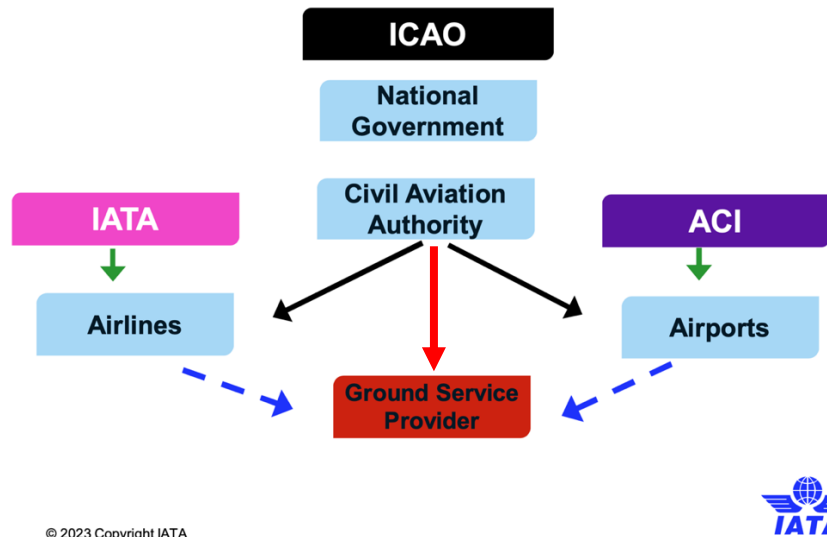 ICAO
National
Government
Civil Aviation
Authority
IATA
ACI
Airlines
Airports
Ground Service
Provider
© 2023 Copyright IATA
IATA